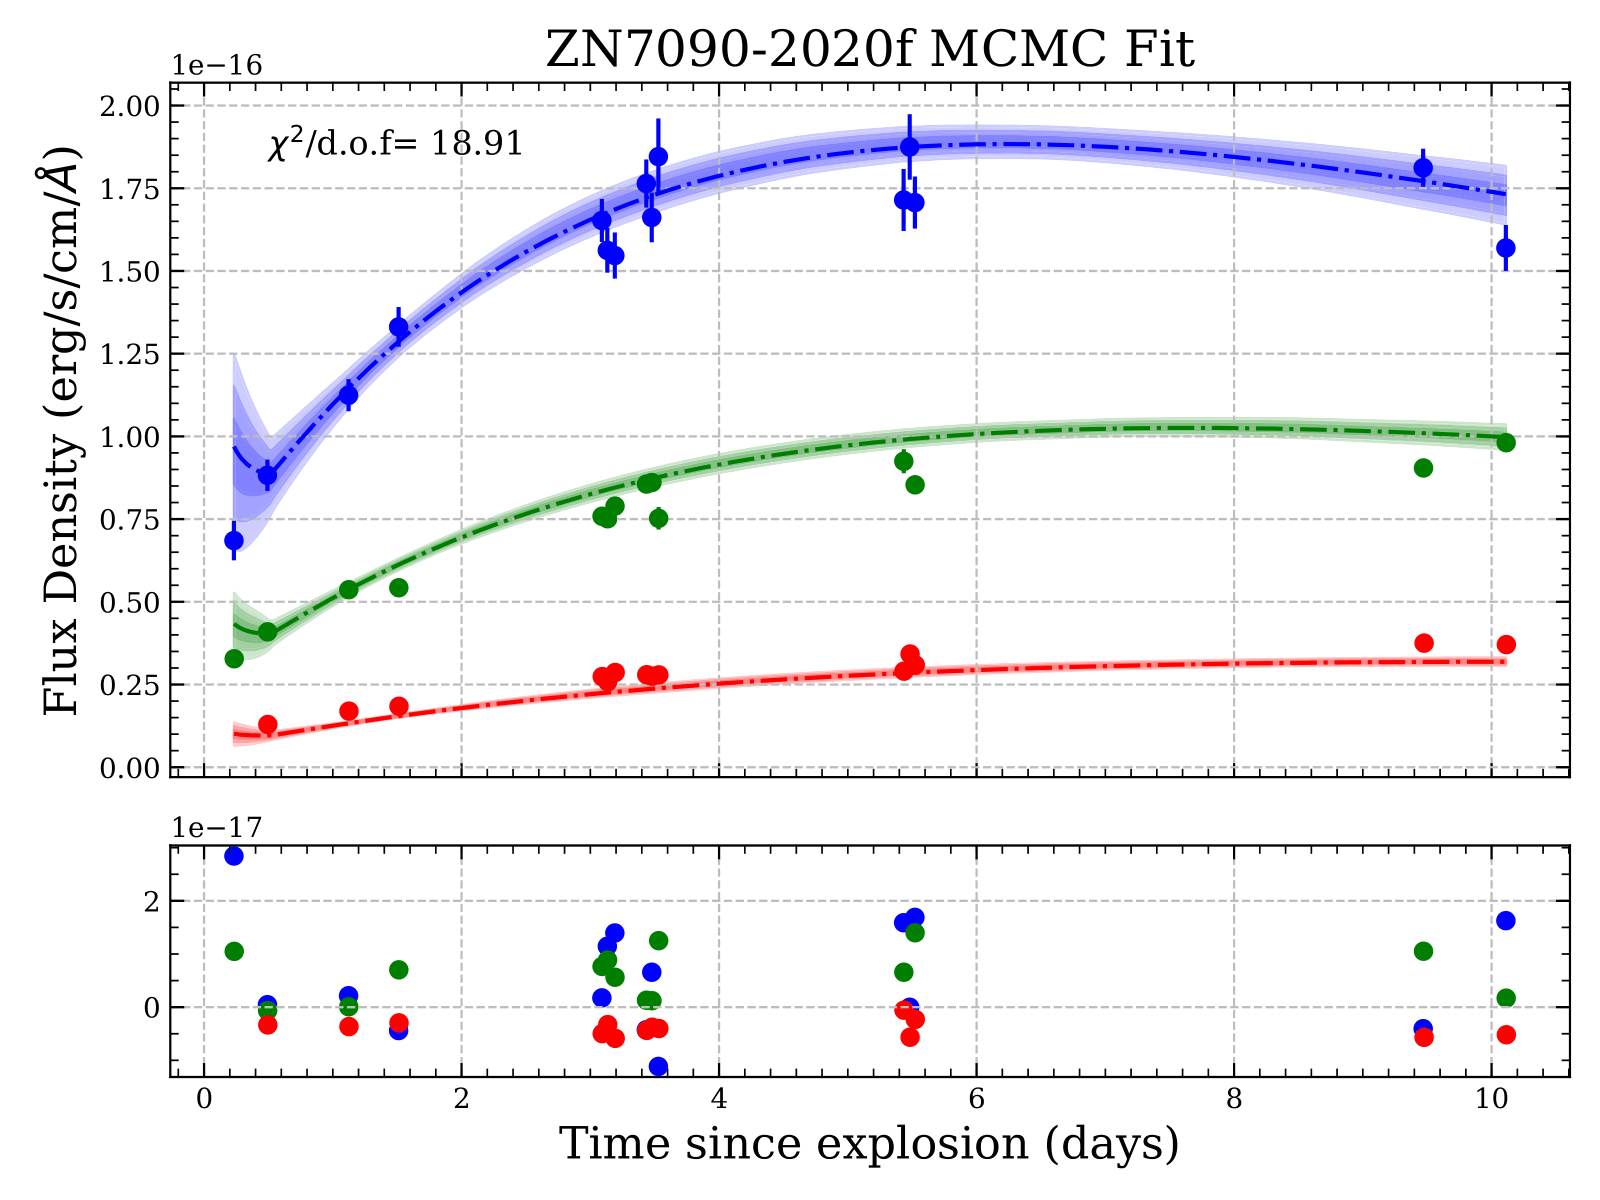 ZN7090-2020f MCMC Fit
1e−16
χ²/d.o.f= 18.91
2.00
1.75
1.50
1.25
1.00
0.75
0.50
0.25
0.00
Flux Density (erg/s/cm/Å)
1e−17
2
0
0 2 4 6 8 10
Time since explosion (days)